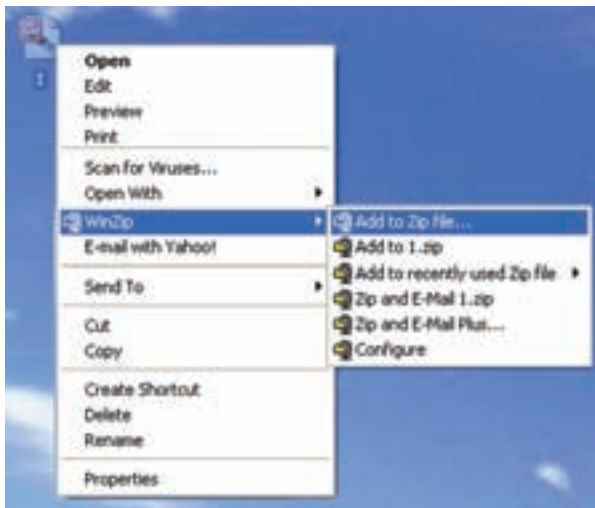 1
Open
Edit
Preview
Print
Scan for Viruses...
Open With
WinZip
E-mail with Yahoo!
Send To
Cut
Copy
Create Shortcut
Delete
Rename
Properties
Add to Zip file...
Add to 1.zip
Add to recently used Zip file
Zip and E-Mail 1.zip
Zip and E-Mail Plus...
Configure